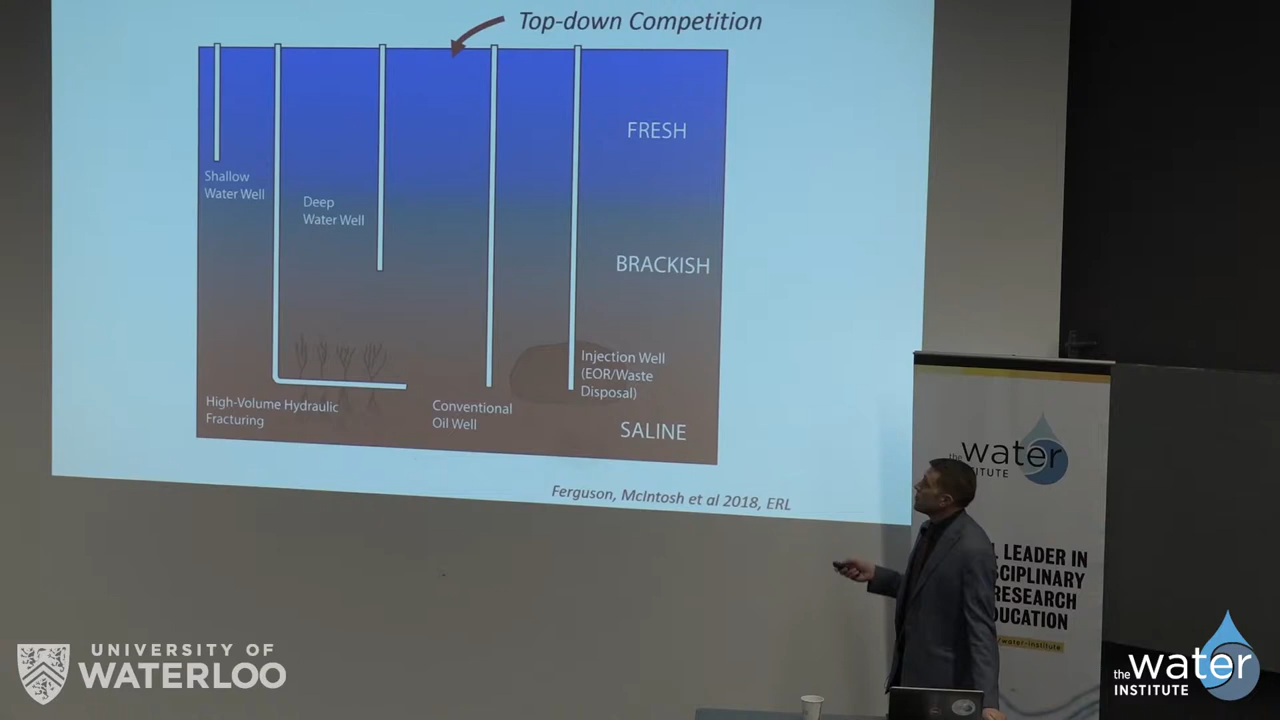 Top-down Competition
FRESH
Shallow
Water Well
Deep
Water Well
BRACKISH
Injection Well
(EOR/Waste
Disposal)
High-Volume Hydraulic
Fracturing
Conventional
Oil Well
SALINE
Ferguson, McIntosh et al 2018, ERL
the water
INSTITUTE
LEADER IN
RESEARCH
UNIVERSITY OF
WATERLOO
the water
INSTITUTE